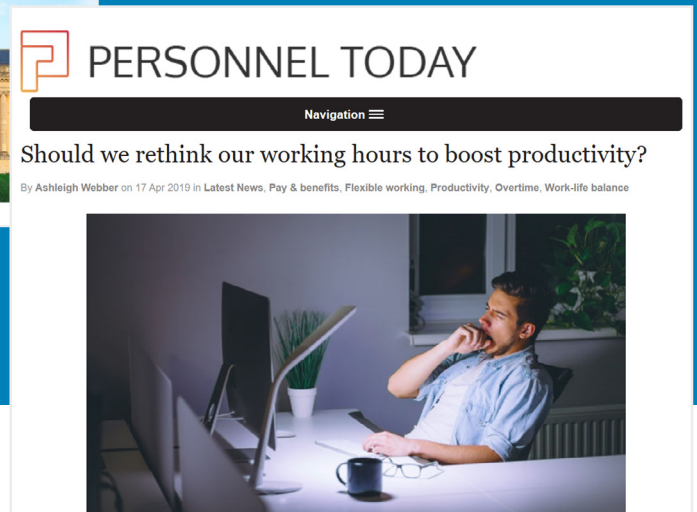 PERSONNEL TODAY
Navigation
Should we rethink our working hours to boost productivity?
By Ashleigh Webber on 17 Apr 2019 in Latest News, Pay & benefits, Flexible working, Productivity, Overtime, Work-life balance